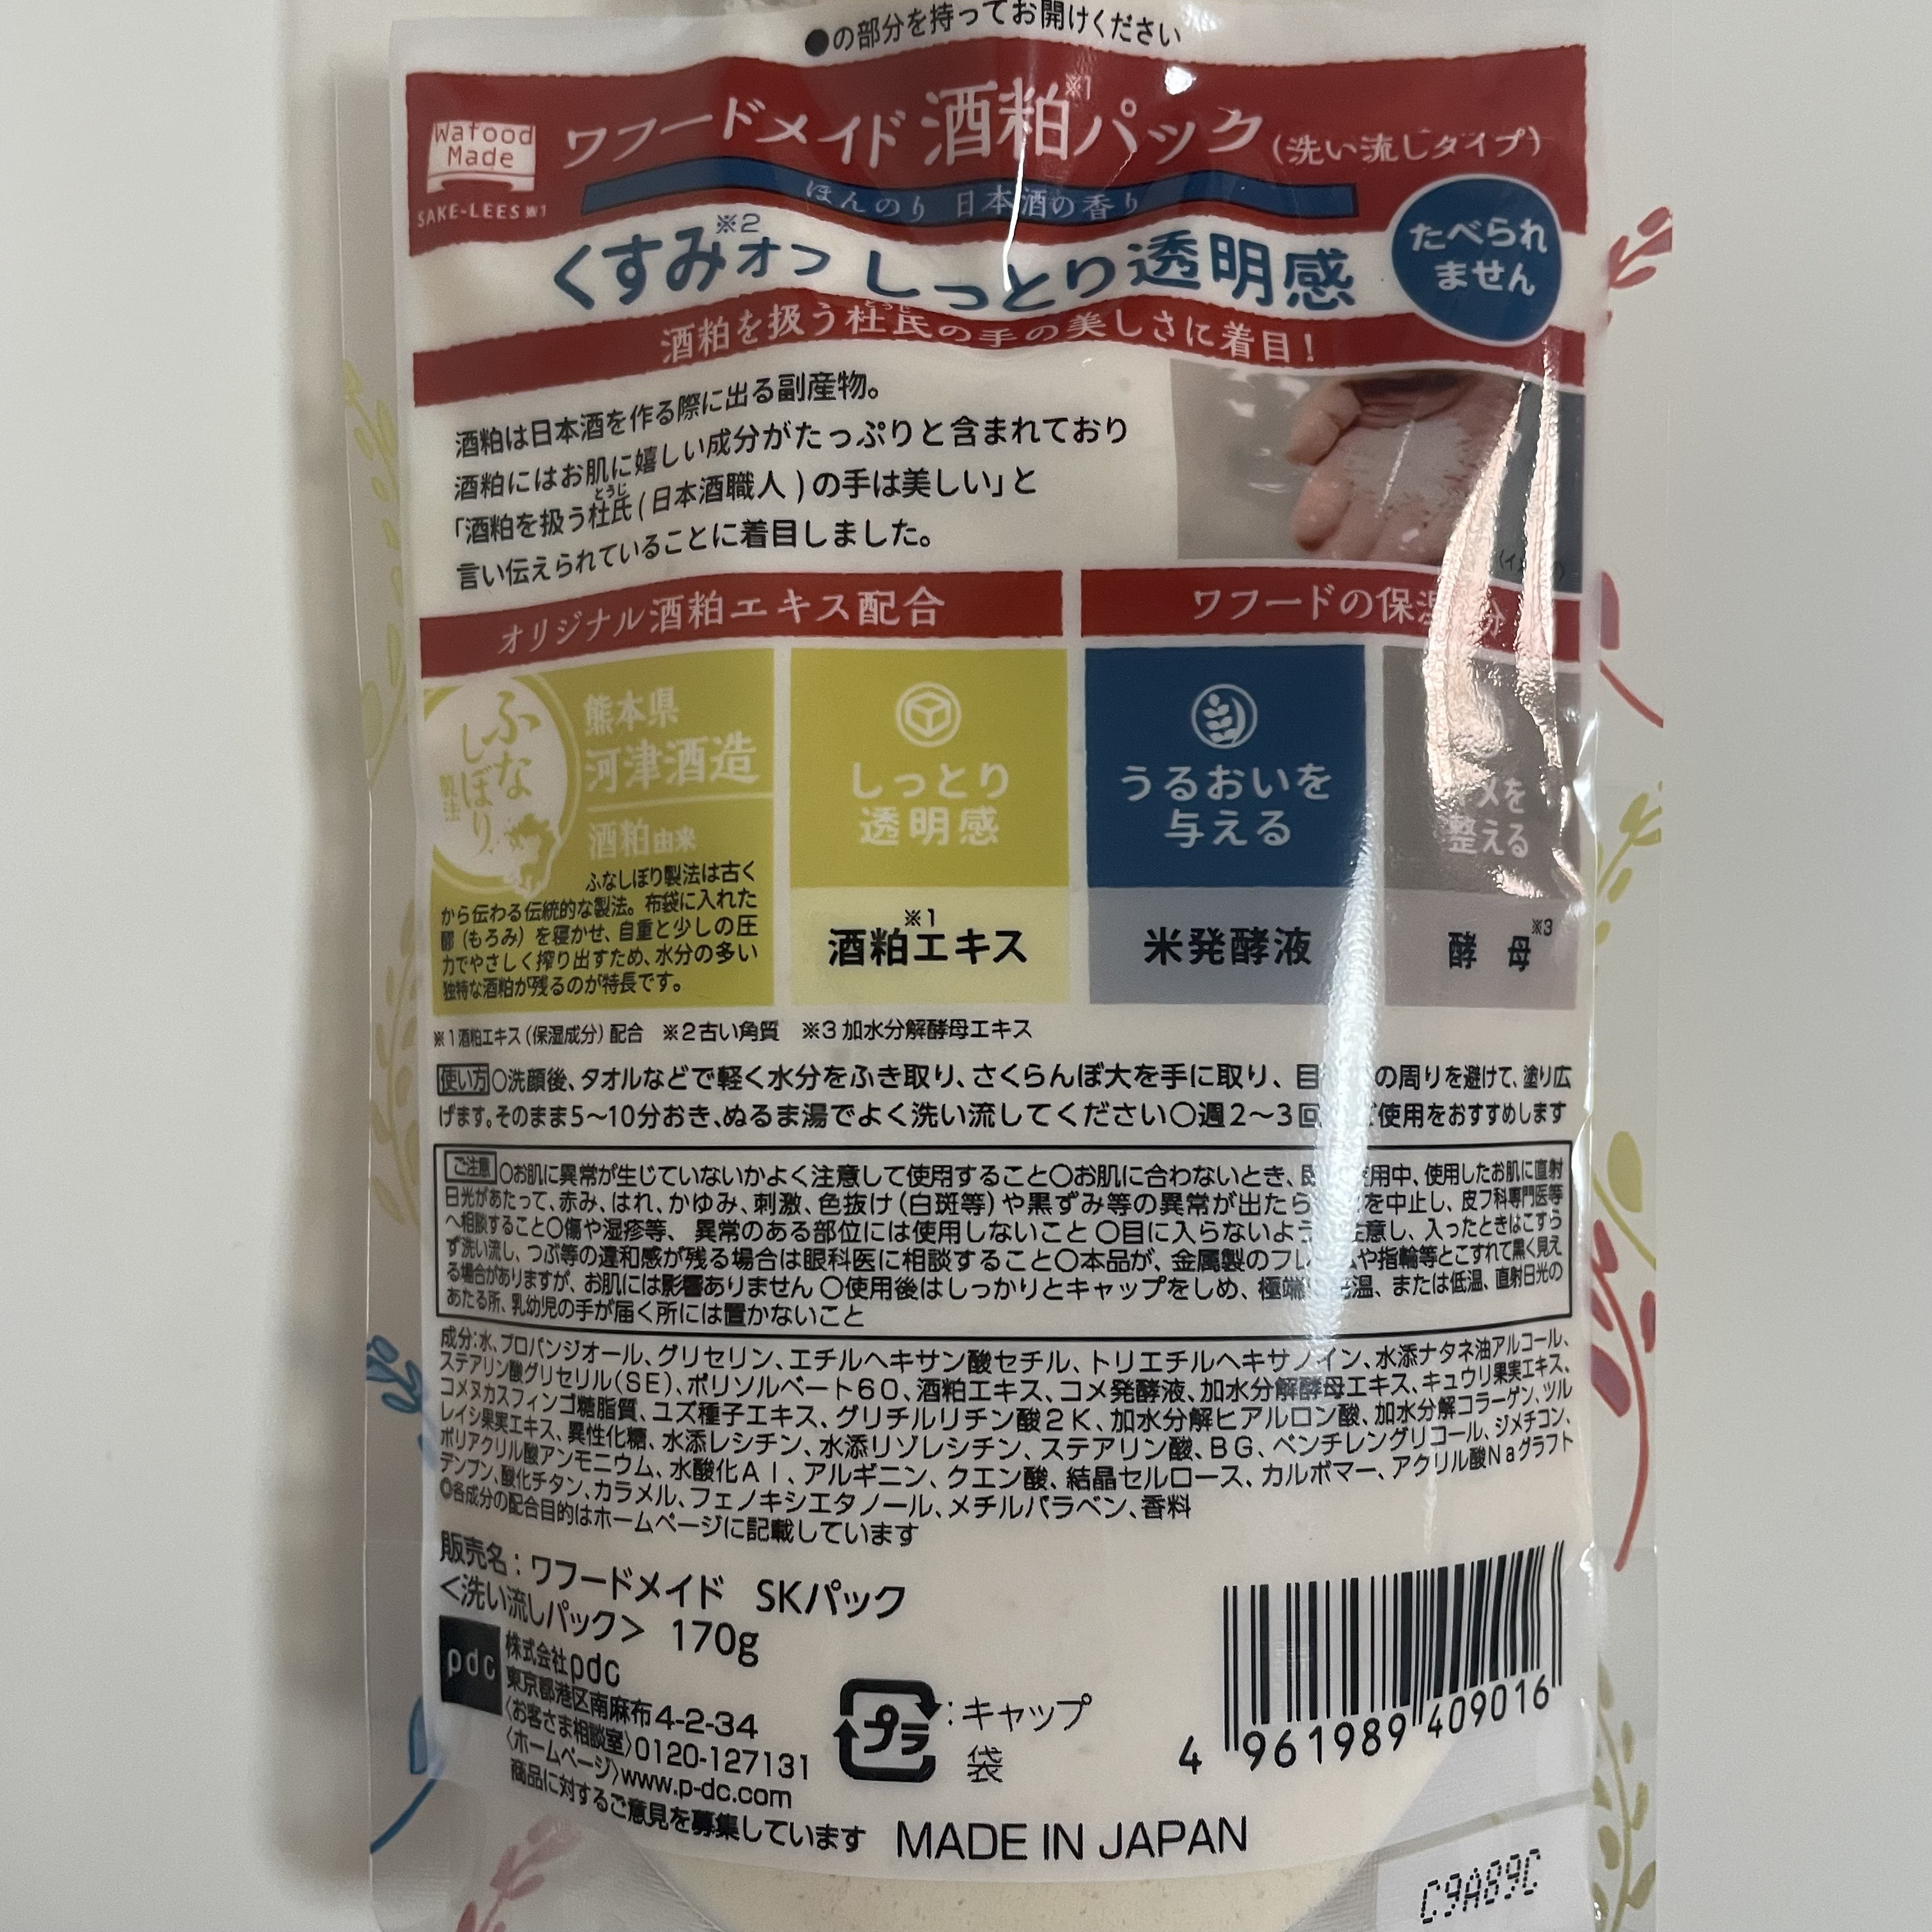 ●の部分を持ってお開けください
Wafood
Made
SAKE-LEES※1
ワフードメイド酒粕※1パック(洗い流しタイプ)
ほんのり 日本酒の香り
くすみ※2オフ しっとり透明感
たべられ
ません
酒粕を扱う杜氏の手の美しさに着目!
とうじ
酒粕は日本酒を作る際に出る副産物。
酒粕にはお肌に嬉しい成分がたっぷりと含まれており
とうじ
「酒粕を扱う杜氏(日本酒職人)の手は美しい」と
言い伝えられていることに着目しました。
オリジナル酒粕エキス配合
ワフードの保湿 分
ふな
しぼり
製法
熊本県
河津酒造
酒粕由来
ふなしぼり製法は古く
から伝わる伝統的な製法。布袋に入れた
醪(もろみ)を寝かせ、自重と少しの圧
力でやさしく搾り出すため、水分の多い
独特な酒粕が残るのが特長です。
しっとり
透明感
※1
酒粕エキス
うるおいを
与える
米発酵液
メを
整える
※3
酵 母
※1酒粕エキス(保湿成分)配合 ※2古い角質 ※3加水分解酵母エキス
使い方○洗顔後、タオルなどで軽く水分をふき取り、さくらんぼ大を手に取り、目 の周りを避けて、塗り広
げます。そのまま5〜10分おき、ぬるま湯でよく洗い流してください○週2〜3回 使用をおすすめします
ご注意○お肌に異常が生じていないかよく注意して使用すること○お肌に合わないとき、即 使用中、使用したお肌に直射
日光があたって、赤み、はれ、かゆみ、刺激、色抜け(白斑等)や黒ずみ等の異常が出たら を中止し、皮フ科専門医等
へ相談すること○傷や湿疹等、異常のある部位には使用しないこと○目に入らないよう 注意し、入ったときはこすら
ず洗い流し、つぶ等の違和感が残る場合は眼科医に相談すること○本品が、金属製のフレ ムや指輪等とこすれて黒く見え
る場合がありますが、お肌には影響ありません○使用後はしっかりとキャップをしめ、極端 高温、または低温、直射日光の
あたる所、乳幼児の手が届く所には置かないこと
成分:水、プロパンジオール、グリセリン、エチルヘキサン酸セチル、トリエチルヘキサノイン、水添ナタネ油アルコール、
ステアリン酸グリセリル(SE)、ポリソルベート60、酒粕エキス、コメ発酵液、加水分解酵母エキス、キュウリ果実エキス、
コメヌカスフィンゴ糖脂質、ユズ種子エキス、グリチルリチン酸2K、加水分解ヒアルロン酸、加水分解コラーゲン、ツル
レイシ果実エキス、異性化糖、水添レシチン、水添リゾレシチン、ステアリン酸、BG、ペンチレングリコール、ジメチコン、
ポリアクリル酸アンモニウム、水酸化Al、アルギニン、クエン酸、結晶セルロース、カルボマー、アクリル酸Naグラフト
デンプン、酸化チタン、カラメル、フェノキシエタノール、メチルパラベン、香料
◎各成分の配合目的はホームページに記載しています
販売名:ワフードメイド SKパック
<洗い流しパック> 170g
pdc
株式会社pdc
東京都港区南麻布4-2-34
〈お客さま相談室〉0120-127131
〈ホームページ〉www.p-dc.com
商品に対するご意見を募集しています
プラ
:キャップ
袋
4 961989 409016
MADE IN JAPAN
C9A89C